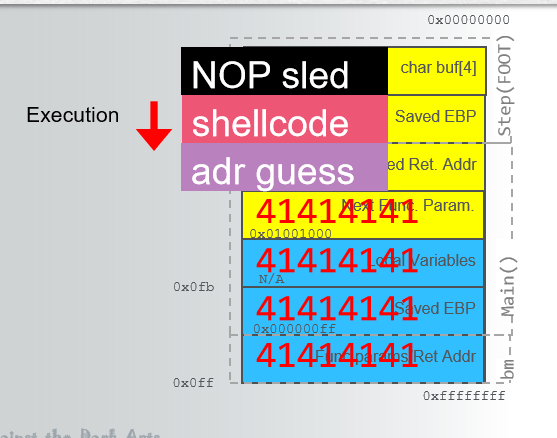 0x00000000
NOP sled
char buf[4]
Execution
shellcode
Saved EBP
Step(FOOT)
adr guess
ed Ret. Addr
41414141
Next Func. Param.
0x01001000
41414141
Local Variables
0x0fb
N/A
41414141
Saved EBP
0x000000ff
Main()
41414141
Func params Ret Addr
bm
0x0ff
0xffffffff